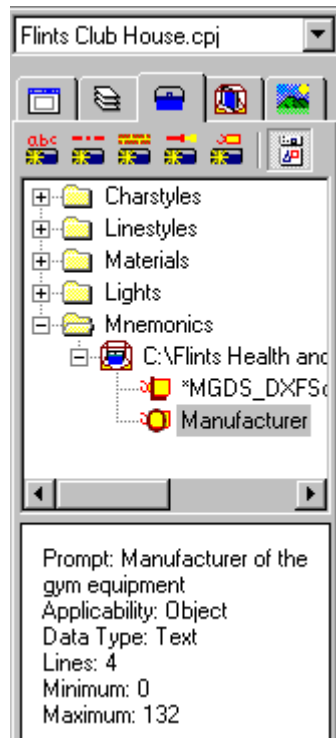 Flints Club House.cpj
abc
Charstyles
Linestyles
Materials
Lights
Mnemonics
C:\Flints Health and
*MGDS_DXFSc
Manufacturer
Prompt: Manufacturer of the
gym equipment
Applicability: Object
Data Type: Text
Lines: 4
Minimum: 0
Maximum: 132